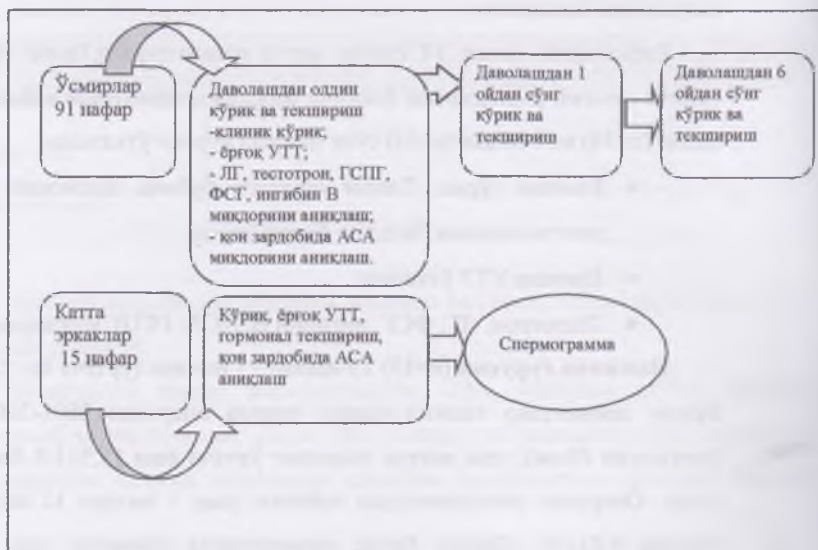 Ўсмирлар
91 нафар
Даволашдан олдин
кўрик ва текшириш
-клиник кўрик;
- ёрғоқ УТТ;
- ЛГ, тестотрон, ГСПГ,
ФСГ, ингибин В
миқдорини аниқлаш;
- қон зардобида АСА
миқдорини аниқлаш.
Даволашдан 1
ойдан сўнг
кўрик ва
текшириш
Даволашдан 6
ойдан сўнг
кўрик ва
текшириш
Катта
эркаклар
15 нафар
Кўрик, ёрғоқ УТТ,
гормонал текшириш,
қон зардобида АСА
аниқлаш
Спермограмма